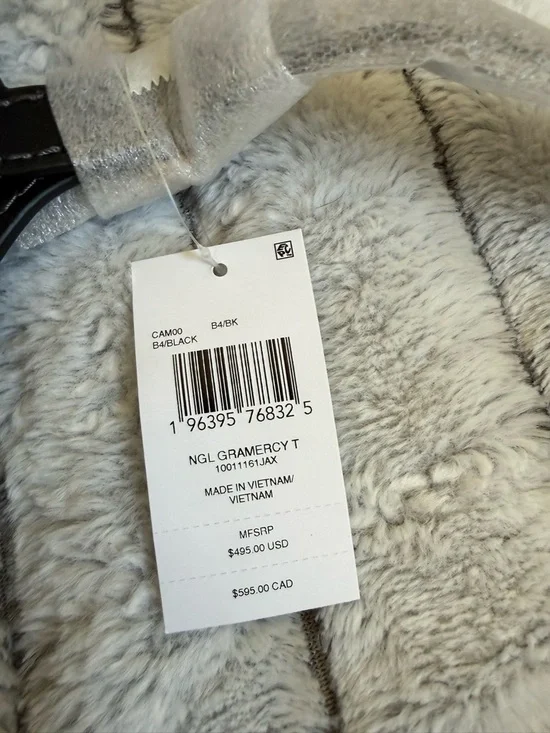 CAM00 B4/BK
B4/BLACK
1 96395 76832 5
NGL GRAMERCY T
10011161JAX
MADE IN VIETNAM/
VIETNAM
MFSRP
$495.00 USD
$595.00 CAD